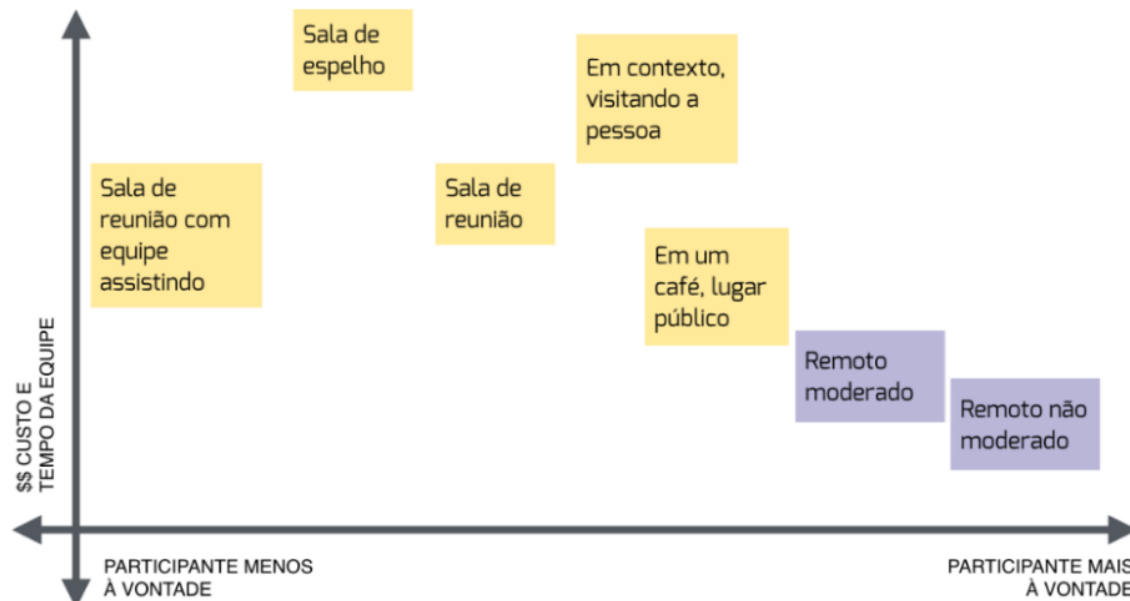 Sala de
espelho
Em contexto,
visitando a
pessoa
Sala de
reunião com
equipe
assistindo
Sala de
reunião
Em um
café, lugar
público
Remoto
moderado
Remoto não
moderado
$$ CUSTO E
TEMPO DA EQUIPE
PARTICIPANTE MENOS
À VONTADE
PARTICIPANTE MAIS
À VONTADE